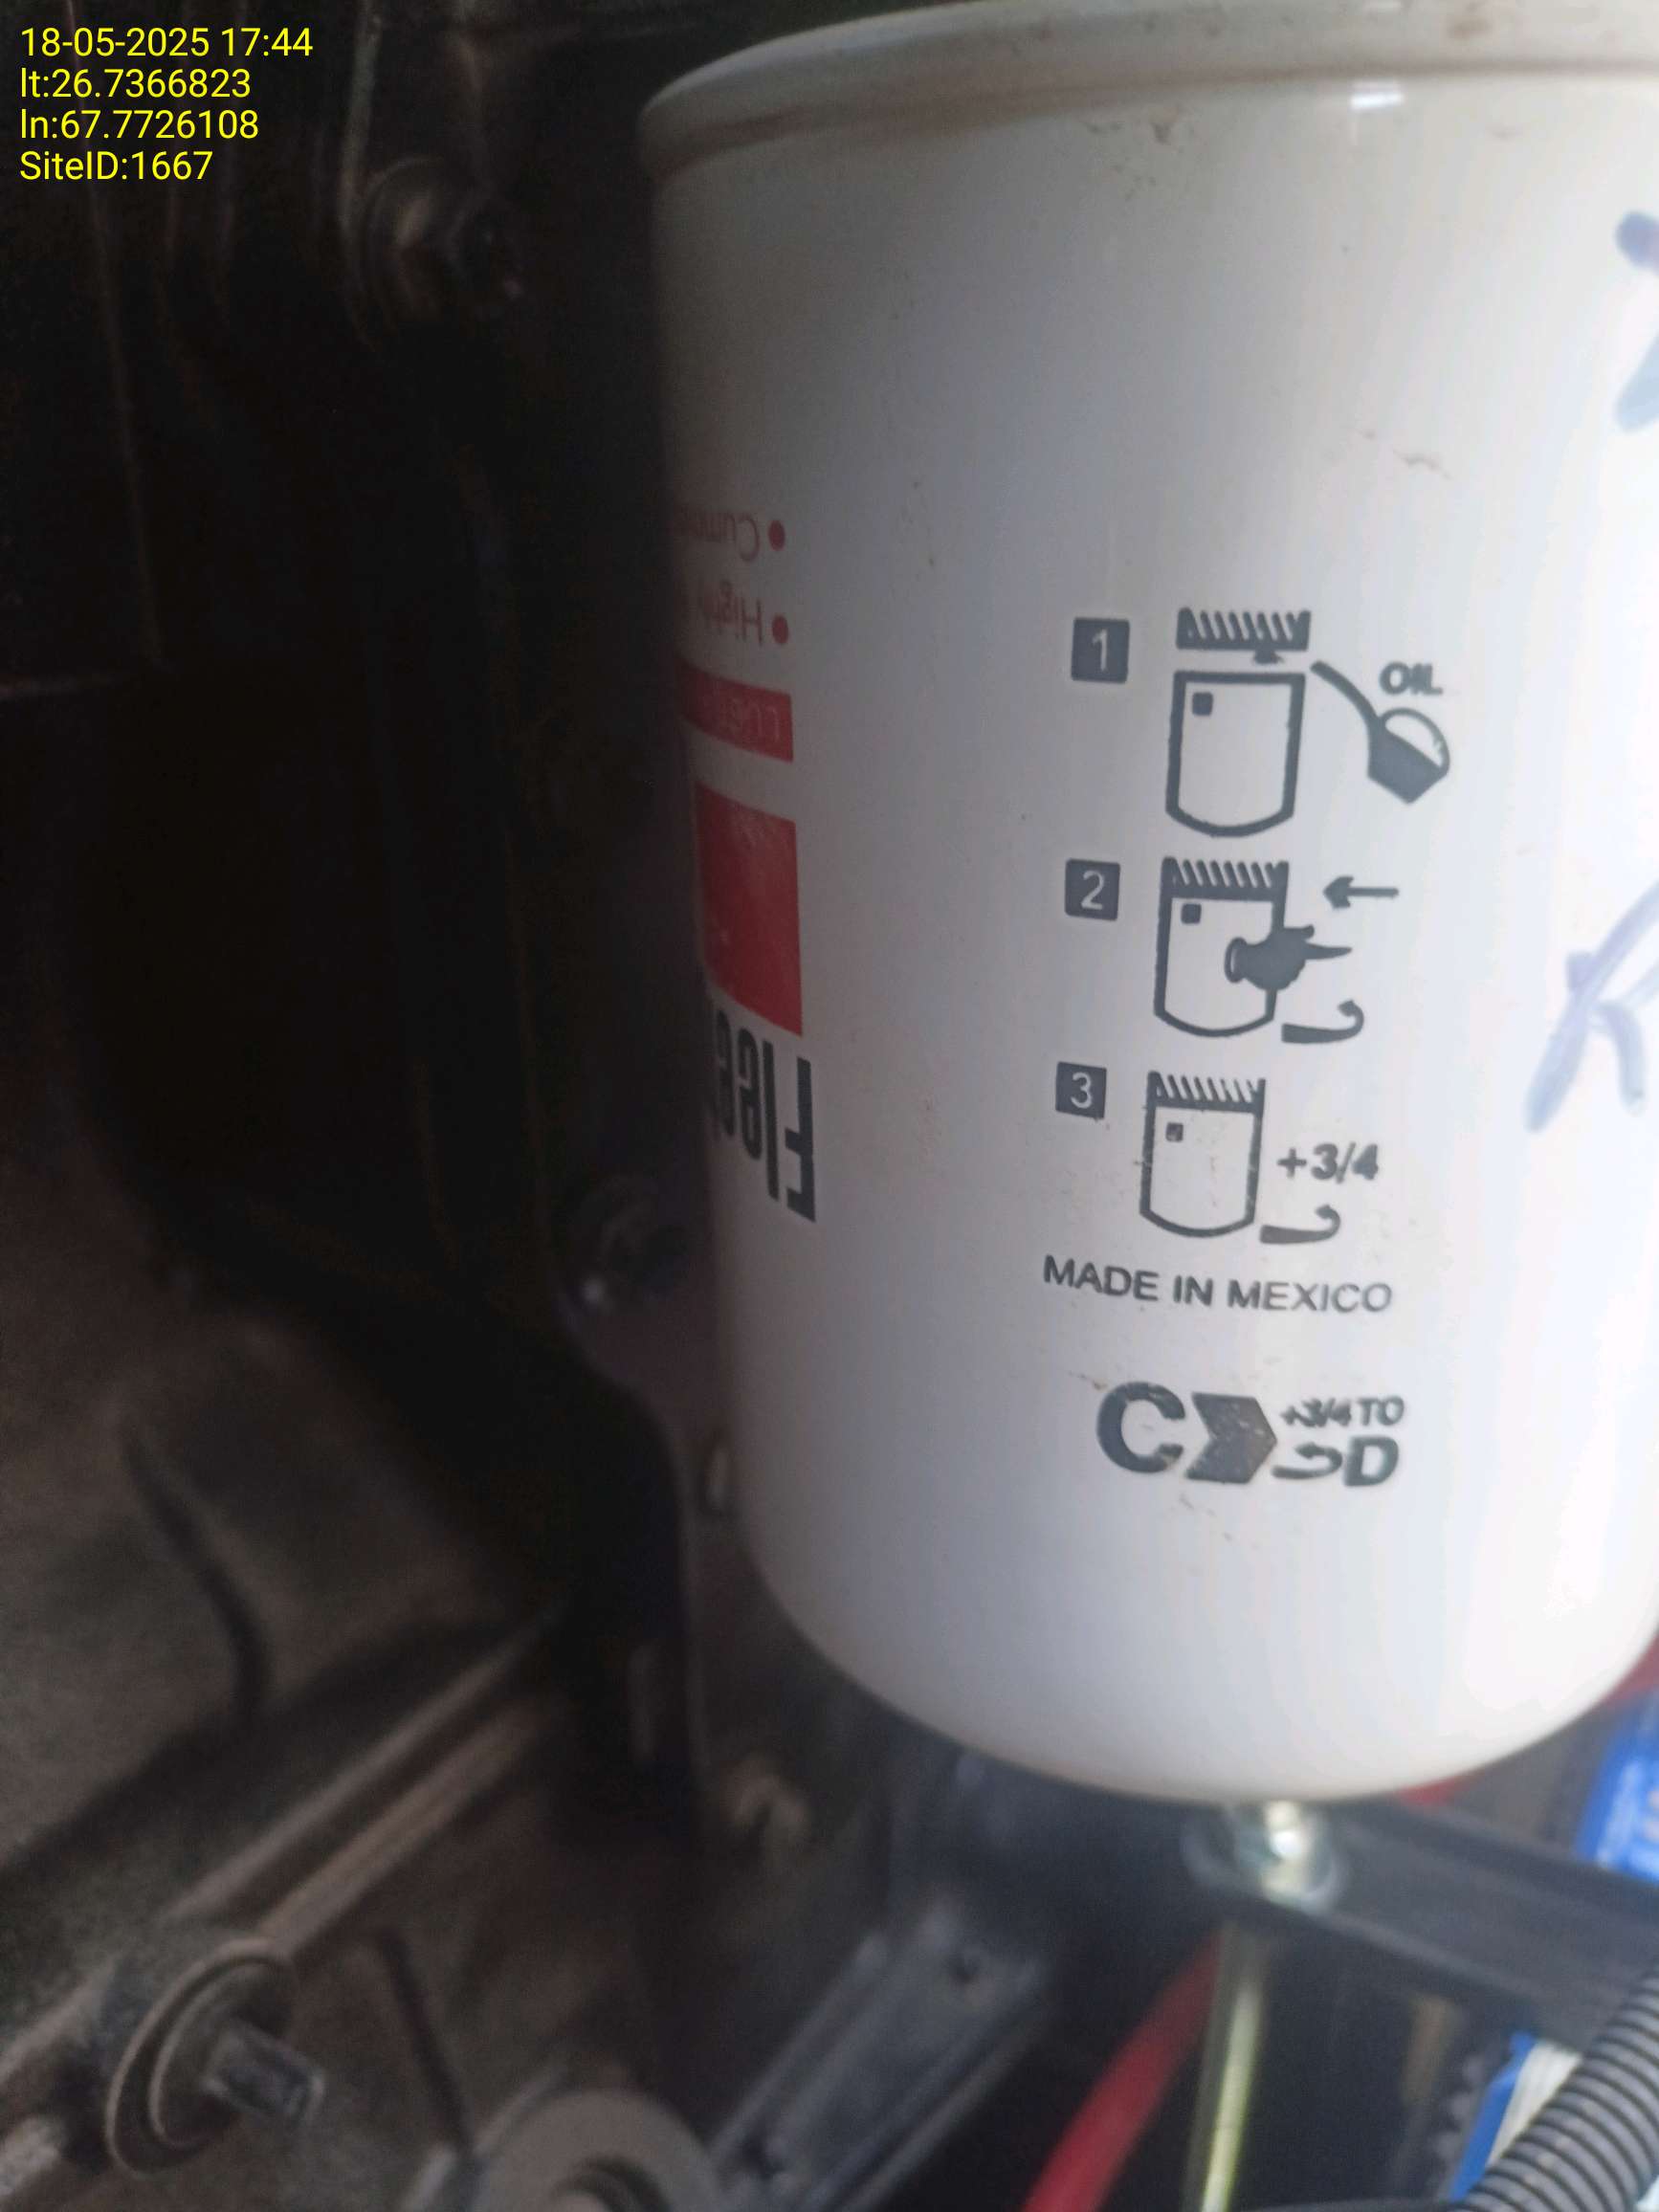 18-05-2025 17:44
lt:26.7366823
ln:67.7726108
SiteID:1667
1
OIL
2
3
+3/4
MADE IN MEXICO
C +3/4 TO
D